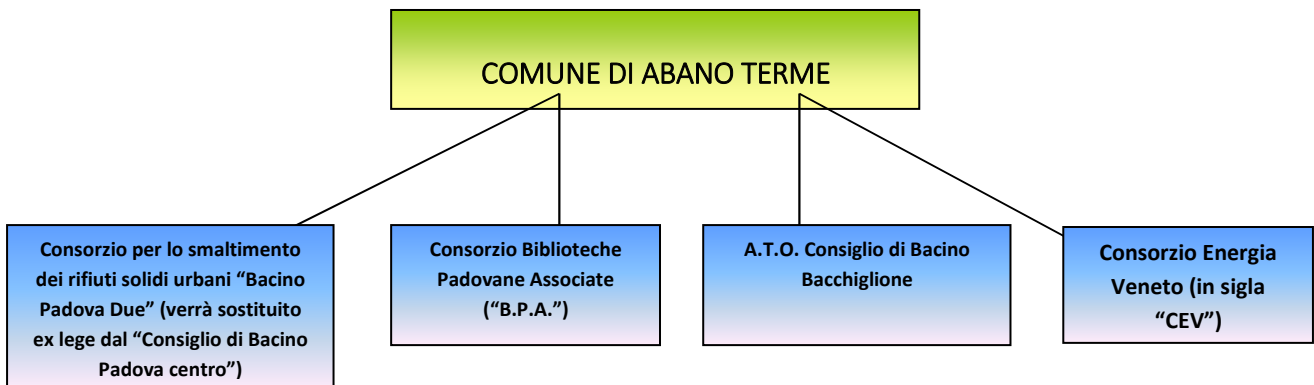 COMUNE DI ABANO TERME
Consorzio per lo smaltimento
dei rifiuti solidi urbani “Bacino
Padova Due” (verrà sostituito
ex lege dal “Consiglio di Bacino
Padova centro”)
Consorzio Biblioteche
Padovane Associate
(“B.P.A.”)
A.T.O. Consiglio di Bacino
Bacchiglione
Consorzio Energia
Veneto (in sigla
“CEV”)